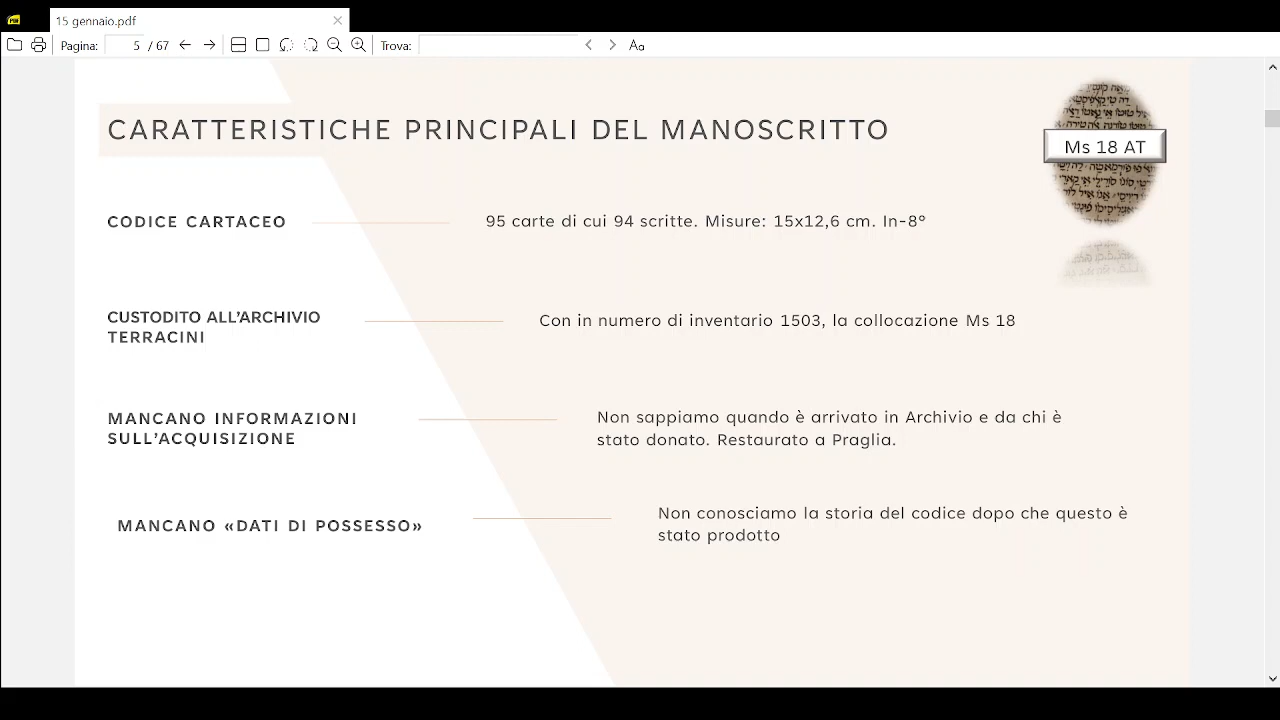 15 gennaio.pdf
Pagina: 5 / 67 Trova: Aa
CARATTERISTICHE PRINCIPALI DEL MANOSCRITTO
Ms 18 AT
CODICE CARTACEO
95 carte di cui 94 scritte. Misure: 15x12,6 cm. In-8°
CUSTODITO ALL'ARCHIVIO
TERRACINI
Con in numero di inventario 1503, la collocazione Ms 18
MANCANO INFORMAZIONI
SULL'ACQUISIZIONE
Non sappiamo quando è arrivato in Archivio e da chi è
stato donato. Restaurato a Praglia.
MANCANO «DATI DI POSSESSO»
Non conosciamo la storia del codice dopo che questo è
stato prodotto